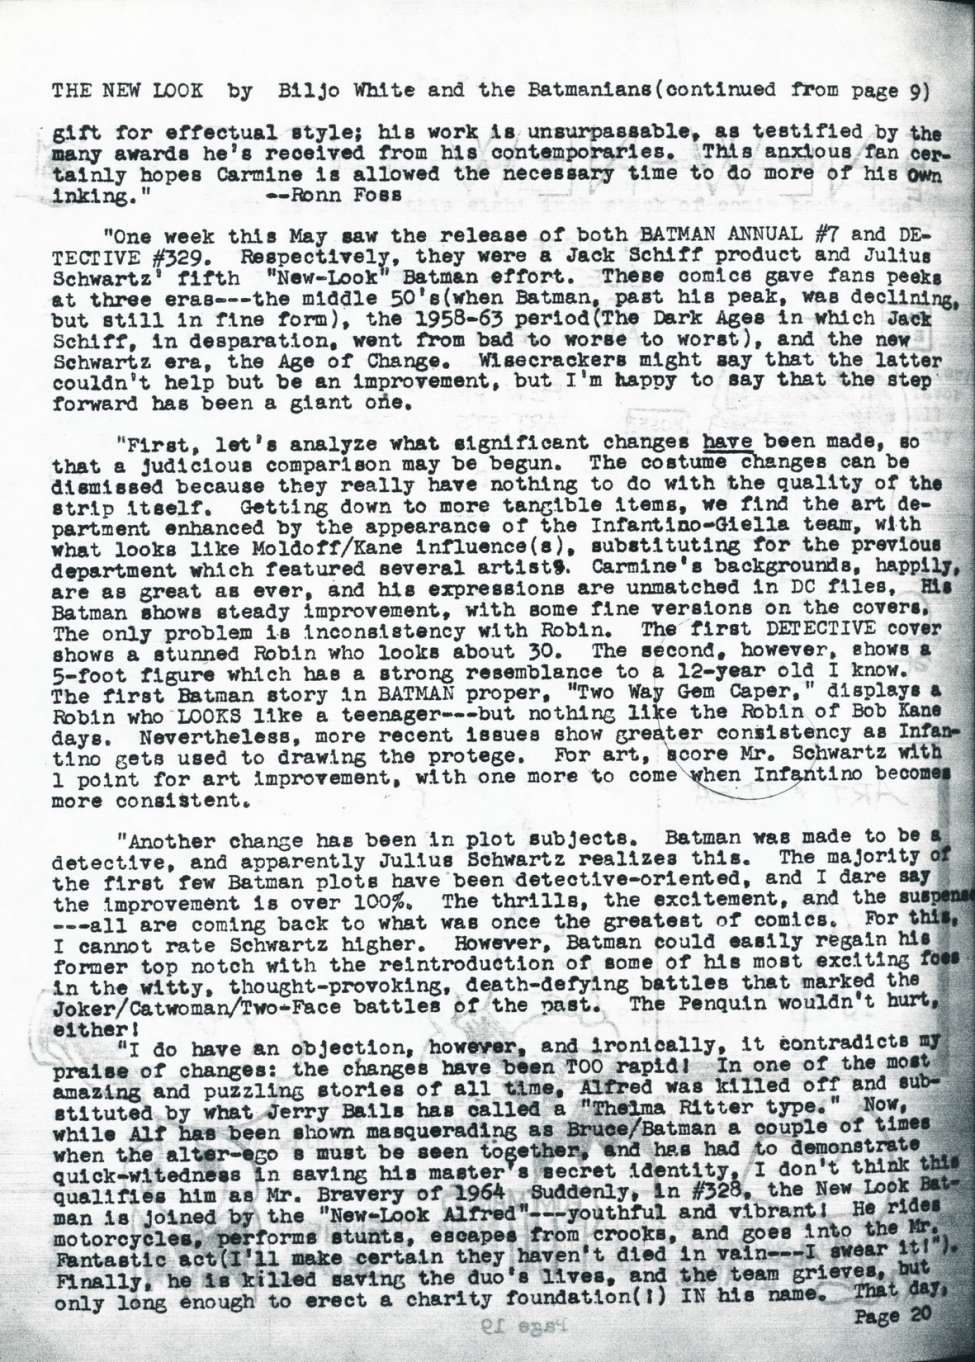 THE NEW LOOK by Biljo White and the Batmanians(continued from page 9)
gift for effectual style; his work is unsurpassable, as testified by the
many awards he's received from his contemporaries. This anxious fan cer-
tainly hopes Carmine is allowed the necessary time to do more of his own
inking." --Ronn Foss
"One week this May saw the release of both BATMAN ANNUAL #7 and DE-
TECTIVE #329. Respectively, they were a Jack Schiff product and Julius
Schwartz' fifth "New-Look" Batman effort. These comics gave fans peeks
at three eras---the middle 50's(when Batman, past his peak, was declining,
but still in fine form), the 1958-63 period(The Dark Ages in which Jack
Schiff, in desparation, went from bad to worse to worst), and the new
Schwartz era, the Age of Change. Wisecrackers might say that the latter
couldn't help but be an improvement, but I'm happy to say that the step
forward has been a giant one.
"First, let's analyze what significant changes have been made, so
that a judicious comparison may be begun. The costume changes can be
dismissed because they really have nothing to do with the quality of the
strip itself. Getting down to more tangible items, we find the art de-
partment enhanced by the appearance of the Infantino-Giella team, with
what looks like Moldoff/Kane influence(s), substituting for the previous
department which featured several artists. Carmine's backgrounds, happily,
are as great as ever, and his expressions are unmatched in DC files. His
Batman shows steady improvement, with some fine versions on the covers.
The only problem is inconsistency with Robin. The first DETECTIVE cover
shows a stunned Robin who looks about 30. The second, however, shows a
5-foot figure which has a strong resemblance to a 12-year old I know.
The first Batman story in BATMAN proper, "Two Way Gem Caper," displays a
Robin who LOOKS like a teenager---but nothing like the Robin of Bob Kane
days. Nevertheless, more recent issues show greater consistency as Infan-
tino gets used to drawing the protege. For art, score Mr. Schwartz with
1 point for art improvement, with one more to come when Infantino becomes
more consistent.
"Another change has been in plot subjects. Batman was made to be a
detective, and apparently Julius Schwartz realizes this. The majority of
the first few Batman plots have been detective-oriented, and I dare say
the improvement is over 100%. The thrills, the excitement, and the suspense
---all are coming back to what was once the greatest of comics. For this,
I cannot rate Schwartz higher. However, Batman could easily regain his
former top notch with the reintroduction of some of his most exciting foes
in the witty, thought-provoking, death-defying battles that marked the
Joker/Catwoman/Two-Face battles of the past. The Penquin wouldn't hurt,
either!
"I do have an objection, however, and ironically, it contradicts my
praise of changes: the changes have been TOO rapid! In one of the most
amazing and puzzling stories of all time, Alfred was killed off and sub-
stituted by what Jerry Bails has called a "Thelma Ritter type." Now,
while Alf has been shown masquerading as Bruce/Batman a couple of times
when the alter-ego s must be seen together, and has had to demonstrate
quick-witedness in saving his master's secret identity, I don't think this
qualifies him as Mr. Bravery of 1964 Suddenly, in #328, the New Look Bat-
man is joined by the "New-Look Alfred"---youthful and vibrant! He rides
motorcycles, performs stunts, escapes from crooks, and goes into the Mr.
Fantastic act(I'll make certain they haven't died in vain---I swear it!").
Finally, he is killed saving the duo's lives, and the team grieves, but
only long enough to erect a charity foundation(!) IN his name. That day,
Page 20
Page 19